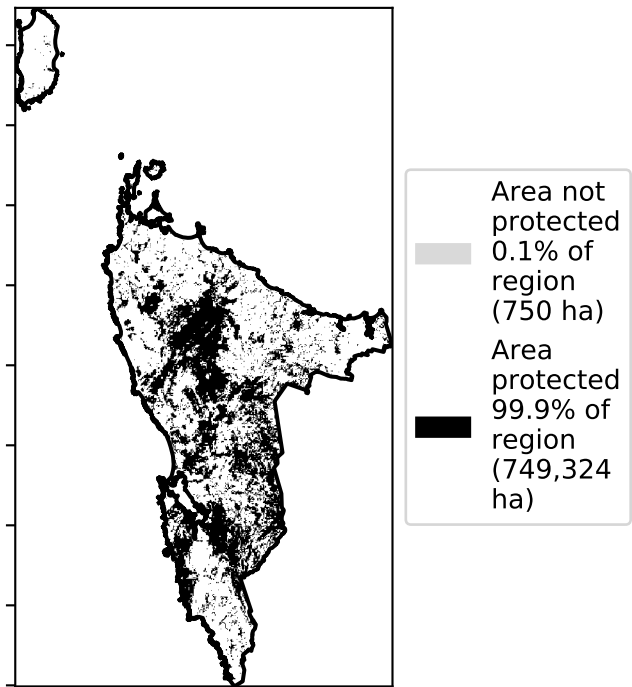 Area not
protected
0.1% of
region
(750 ha)
Area
protected
99.9% of
region
(749,324
ha)